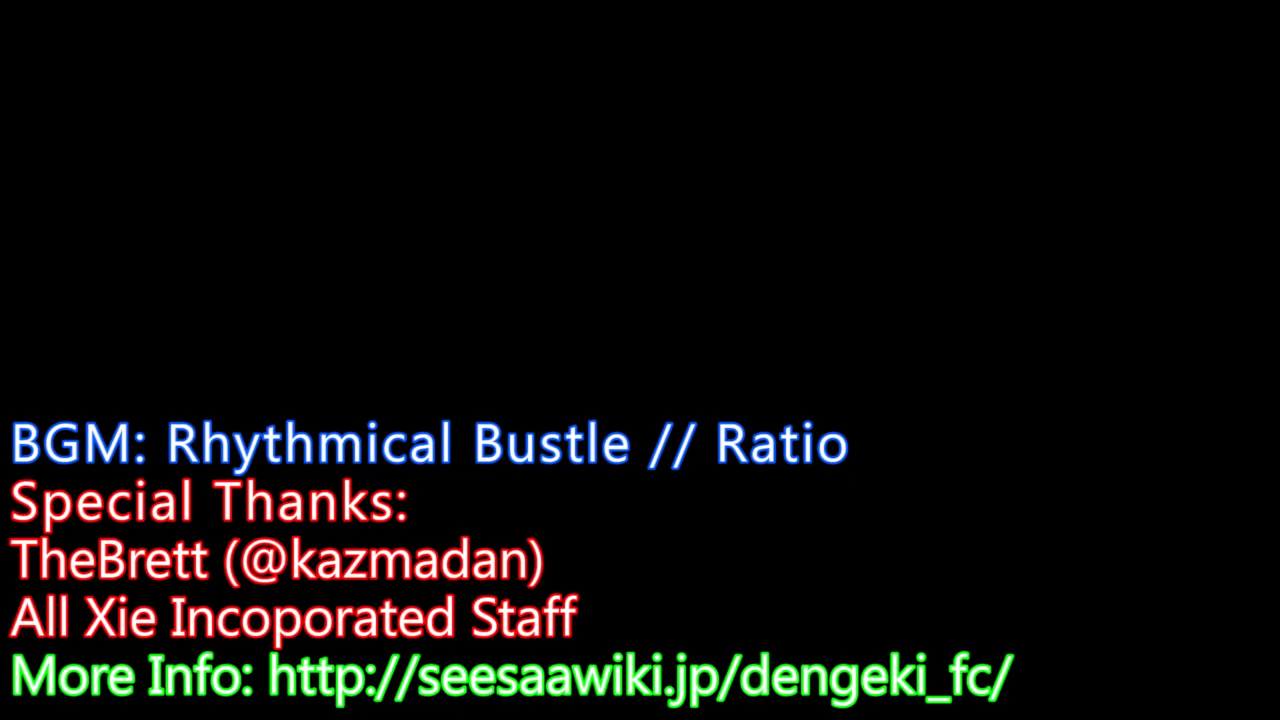 BGM: Rhythmical Bustle // Ratio
Special Thanks:
TheBrett (@kazmadan)
All Xie Incoporated Staff
More Info: http://seesaawiki.jp/dengeki_fc/